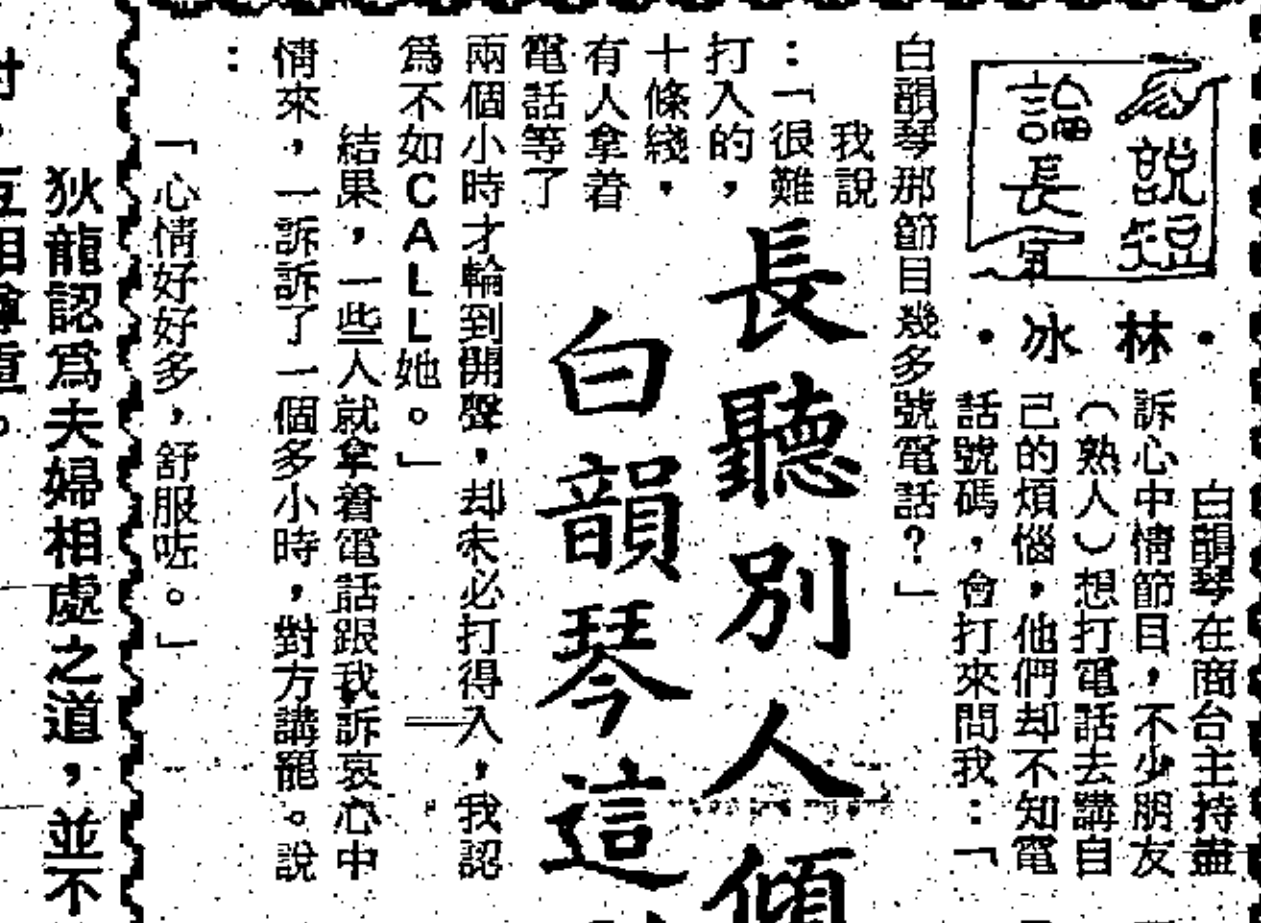 說短
論長
林
冰
長聽別人傾
白韻琴這
白韻琴在商台主持盡
訴心中情節目，不少朋友
（熟人）想打電話去講自
己的煩惱，他們却不知電
話號碼，會打來問我：「
白韻琴那節目幾多號電話？」
我說
：「很難
打入的，
十條綫，
有人拿着
電話等了
兩個小時才輪到開聲，却未必打得入，我認
爲不如CALL她。」
結果，一些人就拿着電話跟我訴哀心中
情來，一訴訴了一個多小時，對方講罷。說
：
「心情好好多，舒服咗。」
狄龍認爲夫婦相處之道，並不
互相尊重。